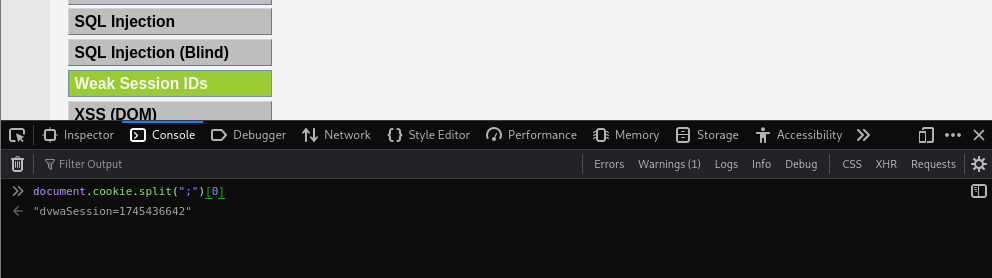 SQL Injection
SQL Injection (Blind)
Weak Session IDs
XSS (DOM)
Inspector Console Debugger Network Style Editor Performance Memory Storage Accessibility
Filter Output Errors Warnings (1) Logs Info Debug CSS XHR Requests
document.cookie.split(";")[0]
"dvwaSession=1745436642"